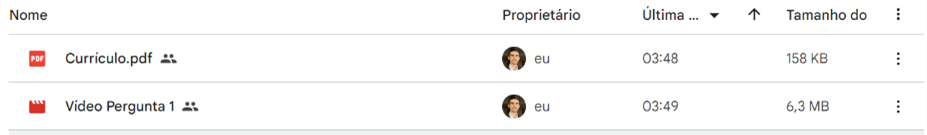 Nome Proprietário Última ... Tamanho do
PDF Currículo.pdf eu 03:48 158 KB
Vídeo Pergunta 1 eu 03:49 6,3 MB